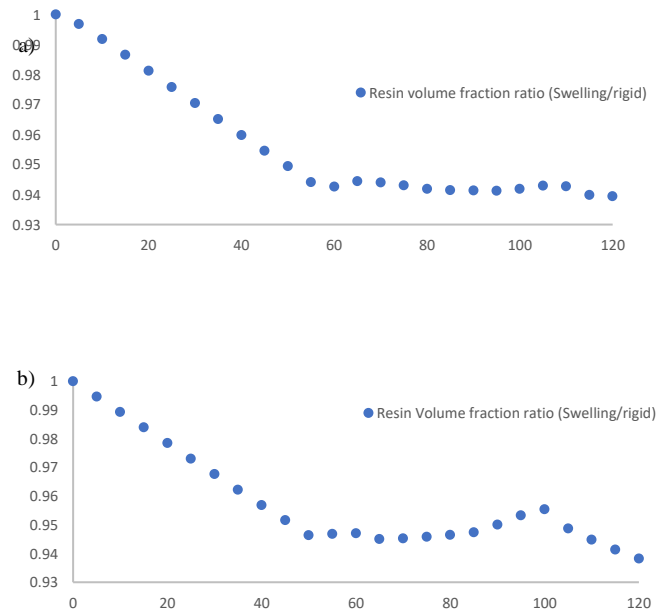 1
a)
0.99
0.98
Resin volume fraction ratio (Swelling/rigid)
0.97
0.96
0.95
0.94
0.93
0 20 40 60 80 100 120
b)
1
0.99
Resin Volume fraction ratio (Swelling/rigid)
0.98
0.97
0.96
0.95
0.94
0.93
0 20 40 60 80 100 120